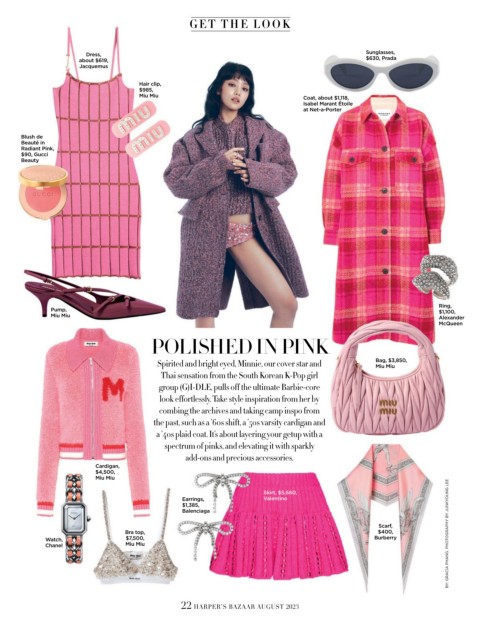 GET THE LOOK
Dress,
about $619,
Jacquemus
Hair clip,
$985,
Miu Miu
Sunglasses,
$630, Prada
Coat, about $1,118,
Isabel Marant Étoile
at Net-a-Porter
miu
miu
Blush de
Beauté in
Radiant Pink,
$90, Gucci
Beauty
Pump,
Miu Miu
Ring,
$1,100,
Alexander
McQueen
POLISHED IN PINK
Spirited and bright eyed, Minnie, our cover star and
Thai sensation from the South Korean K-Pop girl
group (G)I-DLE, pulls off the ultimate Barbie-core
look effortlessly. Take style inspiration from her by
combing the archives and taking camp inspo from
the past, such as a '60s shift, a '50s varsity cardigan and
a '40s plaid coat. It's about layering your getup with a
spectrum of pinks, and elevating it with sparkly
add-ons and precious accessories.
Bag, $3,850,
Miu Miu
MIU
MIU
M
Cardigan,
$4,500,
Miu Miu
Watch,
Chanel
Bra top,
$7,500,
Miu Miu
Earrings,
$1,385,
Balenciaga
Skirt, $5,660,
Valentino
Scarf,
$400,
Burberry
22 HARPER'S BAZAAR AUGUST 2023